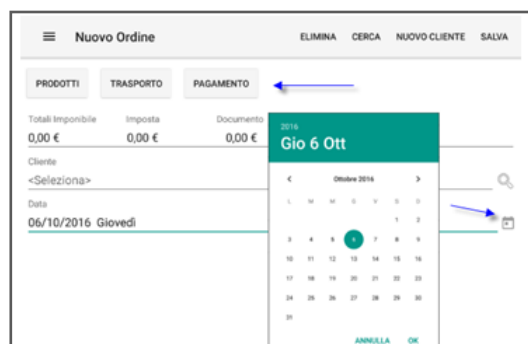 Nuovo Ordine ELIMINA CERCA NUOVO CLIENTE SALVA
PRODOTTI TRASPORTO PAGAMENTO
Totali Imponibile Imposta Documento
0,00 € 0,00 € 0,00 €
Cliente
<Seleziona>
Data
06/10/2016 Giovedì
2016
Gio 6 Ott
Ottobre 2016
L M M G V S D
1 2
3 4 5 6 7 8 9
10 11 12 13 14 15 16
17 18 19 20 21 22 23
24 25 26 27 28 29 30
31
ANNULLA OK